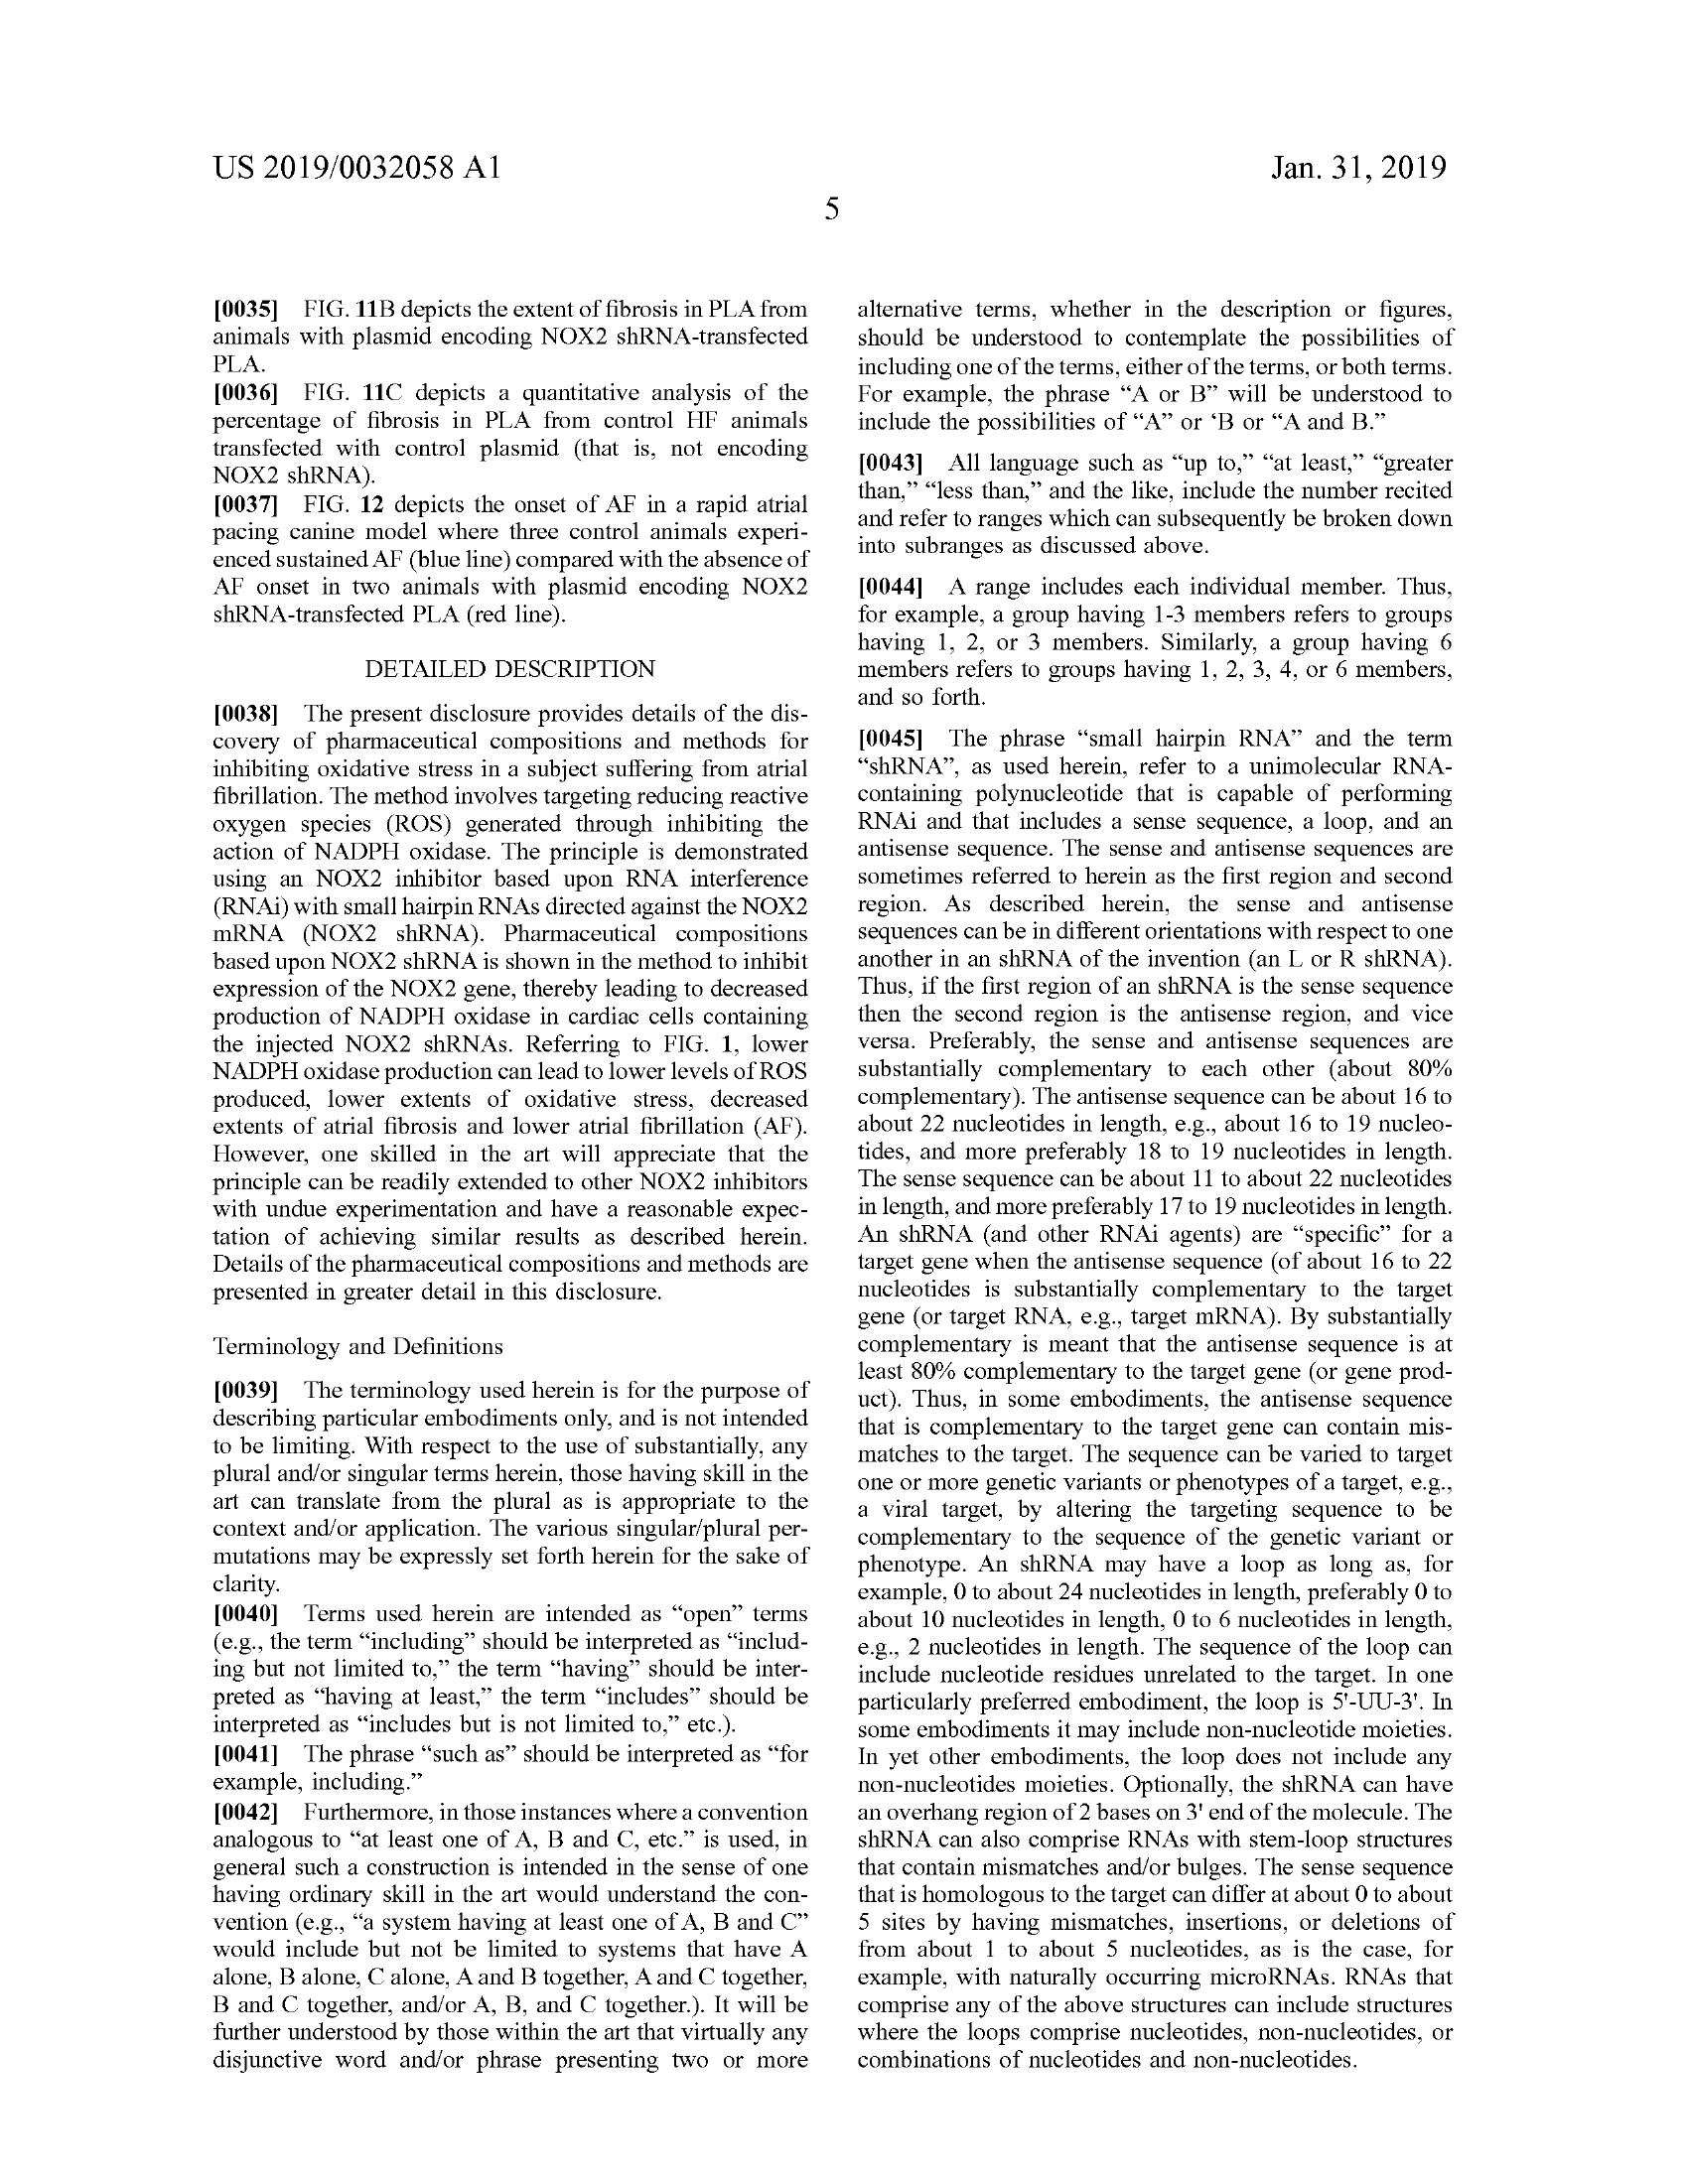 US 2019/0032058 A1
Jan. 31, 2019
5
[0035] FIG. 11B depicts the extent of fibrosis in PLA from
animals with plasmid encoding NOX2 shRNA-transfected
PLA.
[0036] FIG. 11C depicts a quantitative analysis of the
percentage of fibrosis in PLA from control HF animals
transfected with control plasmid (that is, not encoding
NOX2 shRNA).
[0037] FIG. 12 depicts the onset of AF in a rapid atrial
pacing canine model where three control animals experi-
enced sustained AF (blue line) compared with the absence of
AF onset in two animals with plasmid encoding NOX2
shRNA-transfected PLA (red line).
DETAILED DESCRIPTION
[0038] The present disclosure provides details of the dis-
covery of pharmaceutical compositions and methods for
inhibiting oxidative stress in a subject suffering from atrial
fibrillation. The method involves targeting reducing reactive
oxygen species (ROS) generated through inhibiting the
action of NADPH oxidase. The principle is demonstrated
using an NOX2 inhibitor based upon RNA interference
(RNAi) with small hairpin RNAs directed against the NOX2
mRNA (NOX2 shRNA). Pharmaceutical compositions
based upon NOX2 shRNA is shown in the method to inhibit
expression of the NOX2 gene, thereby leading to decreased
production of NADPH oxidase in cardiac cells containing
the injected NOX2 shRNAs. Referring to FIG. 1, lower
NADPH oxidase production can lead to lower levels of ROS
produced, lower extents of oxidative stress, decreased
extents of atrial fibrosis and lower atrial fibrillation (AF).
However, one skilled in the art will appreciate that the
principle can be readily extended to other NOX2 inhibitors
with undue experimentation and have a reasonable expec-
tation of achieving similar results as described herein.
Details of the pharmaceutical compositions and methods are
presented in greater detail in this disclosure.
Terminology and Definitions
[0039] The terminology used herein is for the purpose of
describing particular embodiments only, and is not intended
to be limiting. With respect to the use of substantially, any
plural and/or singular terms herein, those having skill in the
art can translate from the plural as is appropriate to the
context and/or application. The various singular/plural per-
mutations may be expressly set forth herein for the sake of
clarity.
[0040] Terms used herein are intended as “open” terms
(e.g., the term “including” should be interpreted as “includ-
ing but not limited to,” the term “having” should be inter-
preted as “having at least,” the term “includes” should be
interpreted as “includes but is not limited to,” etc.).
[0041] The phrase “such as” should be interpreted as “for
example, including.”
[0042] Furthermore, in those instances where a convention
analogous to “at least one of A, B and C, etc.” is used, in
general such a construction is intended in the sense of one
having ordinary skill in the art would understand the con-
vention (e.g., “a system having at least one of A, B and C”
would include but not be limited to systems that have A
alone, B alone, C alone, A and B together, A and C together,
B and C together, and/or A, B, and C together.). It will be
further understood by those within the art that virtually any
disjunctive word and/or phrase presenting two or more
alternative terms, whether in the description or figures,
should be understood to contemplate the possibilities of
including one of the terms, either of the terms, or both terms.
For example, the phrase “A or B” will be understood to
include the possibilities of “A” or ‘B or “A and B.”
[0043] All language such as “up to,” “at least,” “greater
than,” “less than,” and the like, include the number recited
and refer to ranges which can subsequently be broken down
into subranges as discussed above.
[0044] A range includes each individual member. Thus,
for example, a group having 1-3 members refers to groups
having 1, 2, or 3 members. Similarly, a group having 6
members refers to groups having 1, 2, 3, 4, or 6 members,
and so forth.
[0045] The phrase “small hairpin RNA” and the term
“shRNA”, as used herein, refer to a unimolecular RNA-
containing polynucleotide that is capable of performing
RNAi and that includes a sense sequence, a loop, and an
antisense sequence. The sense and antisense sequences are
sometimes referred to herein as the first region and second
region. As described herein, the sense and antisense
sequences can be in different orientations with respect to one
another in an shRNA of the invention (an L or R shRNA).
Thus, if the first region of an shRNA is the sense sequence
then the second region is the antisense region, and vice
versa. Preferably, the sense and antisense sequences are
substantially complementary to each other (about 80%
complementary). The antisense sequence can be about 16 to
about 22 nucleotides in length, e.g., about 16 to 19 nucleo-
tides, and more preferably 18 to 19 nucleotides in length.
The sense sequence can be about 11 to about 22 nucleotides
in length, and more preferably 17 to 19 nucleotides in length.
An shRNA (and other RNAi agents) are “specific” for a
target gene when the antisense sequence (of about 16 to 22
nucleotides is substantially complementary to the target
gene (or target RNA, e.g., target mRNA). By substantially
complementary is meant that the antisense sequence is at
least 80% complementary to the target gene (or gene prod-
uct). Thus, in some embodiments, the antisense sequence
that is complementary to the target gene can contain mis-
matches to the target. The sequence can be varied to target
one or more genetic variants or phenotypes of a target, e.g.,
a viral target, by altering the targeting sequence to be
complementary to the sequence of the genetic variant or
phenotype. An shRNA may have a loop as long as, for
example, 0 to about 24 nucleotides in length, preferably 0 to
about 10 nucleotides in length, 0 to 6 nucleotides in length,
e.g., 2 nucleotides in length. The sequence of the loop can
include nucleotide residues unrelated to the target. In one
particularly preferred embodiment, the loop is 5'-UU-3'. In
some embodiments it may include non-nucleotide moieties.
In yet other embodiments, the loop does not include any
non-nucleotides moieties. Optionally, the shRNA can have
an overhang region of 2 bases on 3' end of the molecule. The
shRNA can also comprise RNAs with stem-loop structures
that contain mismatches and/or bulges. The sense sequence
that is homologous to the target can differ at about 0 to about
5 sites by having mismatches, insertions, or deletions of
from about 1 to about 5 nucleotides, as is the case, for
example, with naturally occurring microRNAs. RNAs that
comprise any of the above structures can include structures
where the loops comprise nucleotides, non-nucleotides, or
combinations of nucleotides and non-nucleotides.